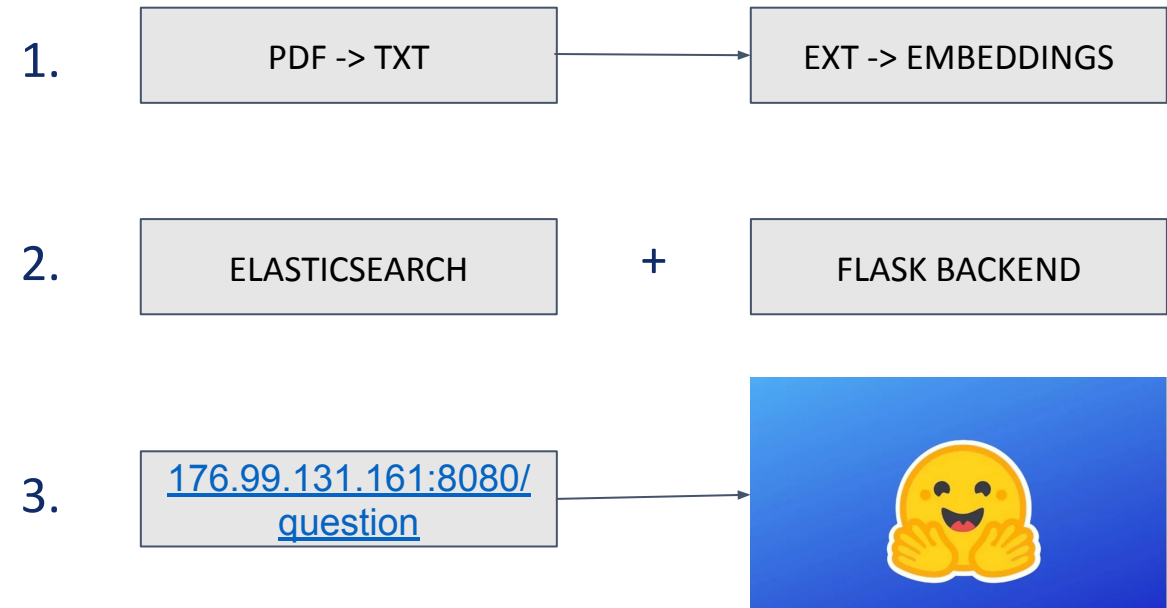 1.
PDF -> TXT
EXT -> EMBEDDINGS
2.
ELASTICSEARCH
+
FLASK BACKEND
3.
176.99.131.161:8080/
question